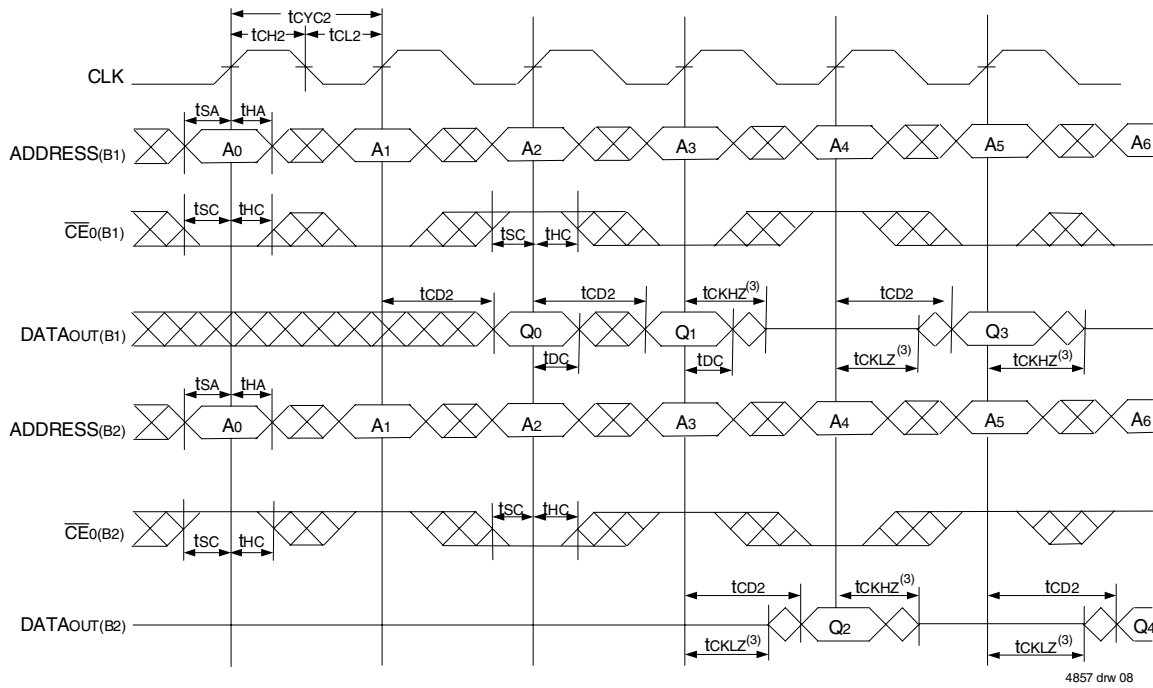 tCYC2
tCH2 tCL2
CLK
tSA tHA
ADDRESS(B1) A0 A1 A2 A3 A4 A5 A6
tSC tHC
CE0(B1)
tSC tHC
tCD2 tCD2 tCKHZ(3) tCD2
DATAOUT(B1) Q0 Q1 Q3
tDC tDC tCKLZ(3) tCKHZ(3)
tSA tHA
ADDRESS(B2) A0 A1 A2 A3 A4 A5 A6
tSC tHC
CE0(B2)
tSC tHC
tCD2 tCKHZ(3) tCD2
DATAOUT(B2) Q2 Q4
tCKLZ(3) tCKLZ(3)
4857 drw 08